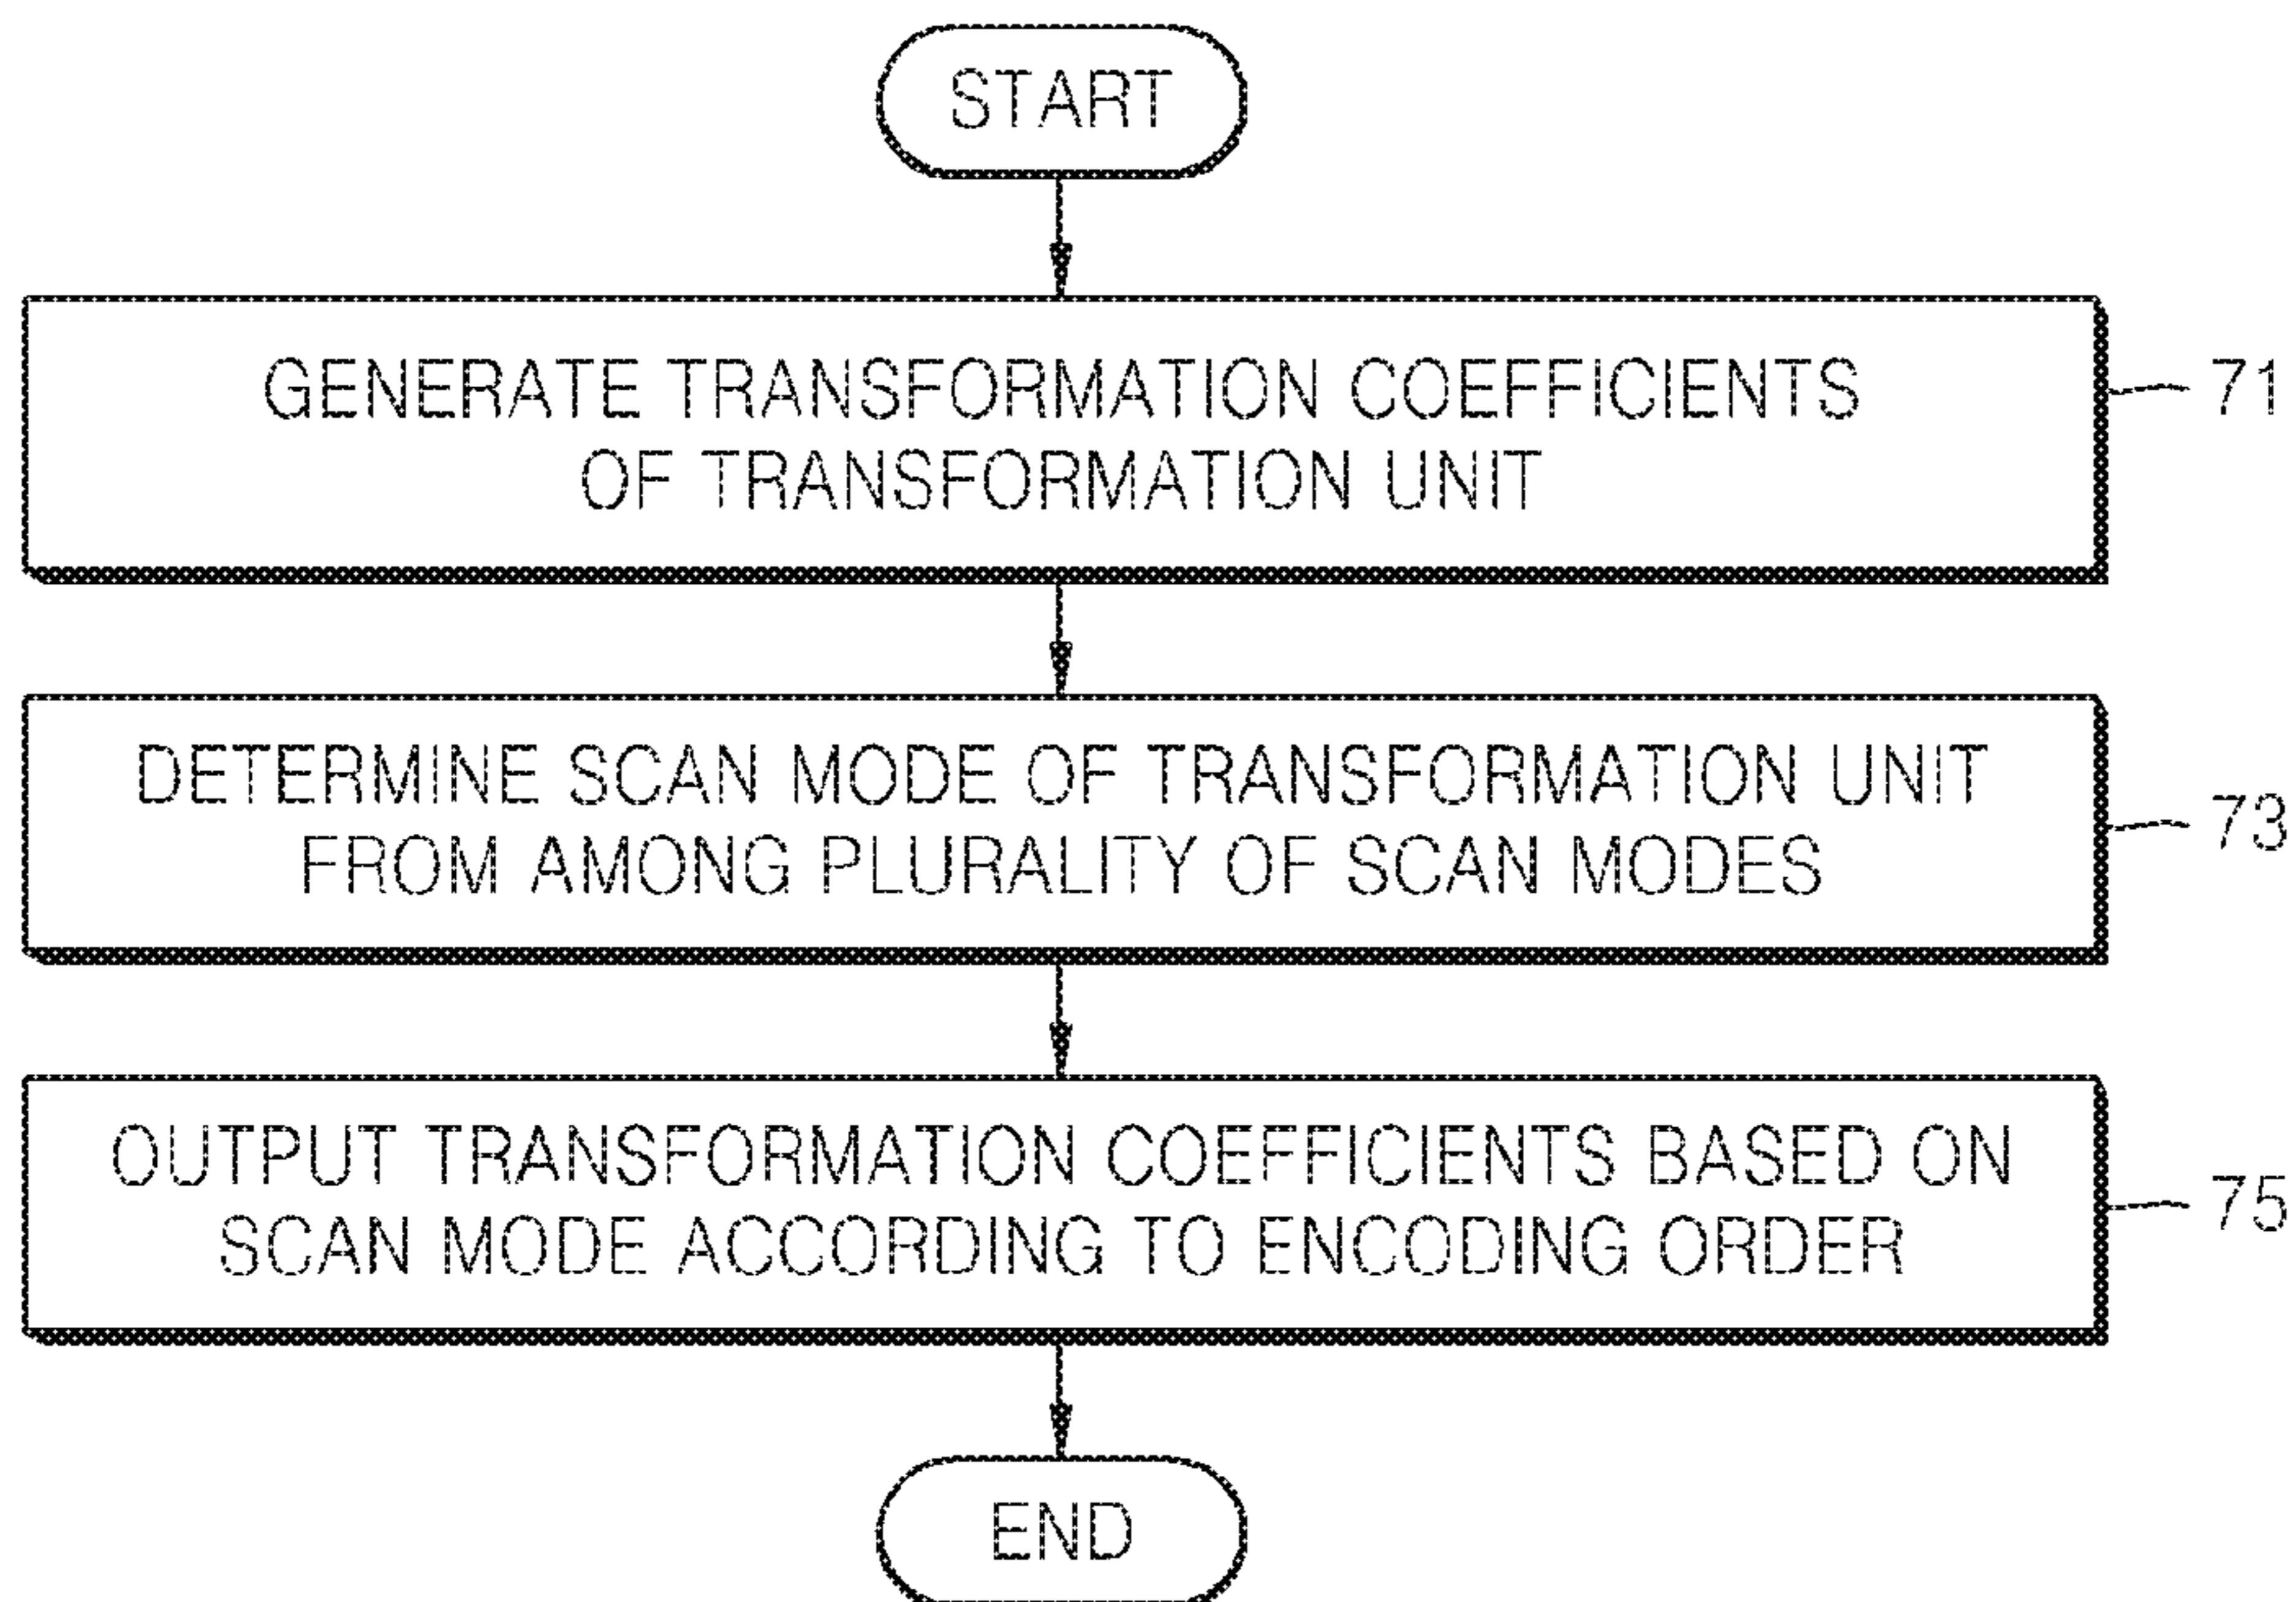 START
GENERATE TRANSFORMATION COEFFICIENTS
OF TRANSFORMATION UNIT
71
DETERMINE SCAN MODE OF TRANSFORMATION UNIT
FROM AMONG PLURALITY OF SCAN MODES
73
OUTPUT TRANSFORMATION COEFFICIENTS BASED ON
SCAN MODE ACCORDING TO ENCODING ORDER
75
END